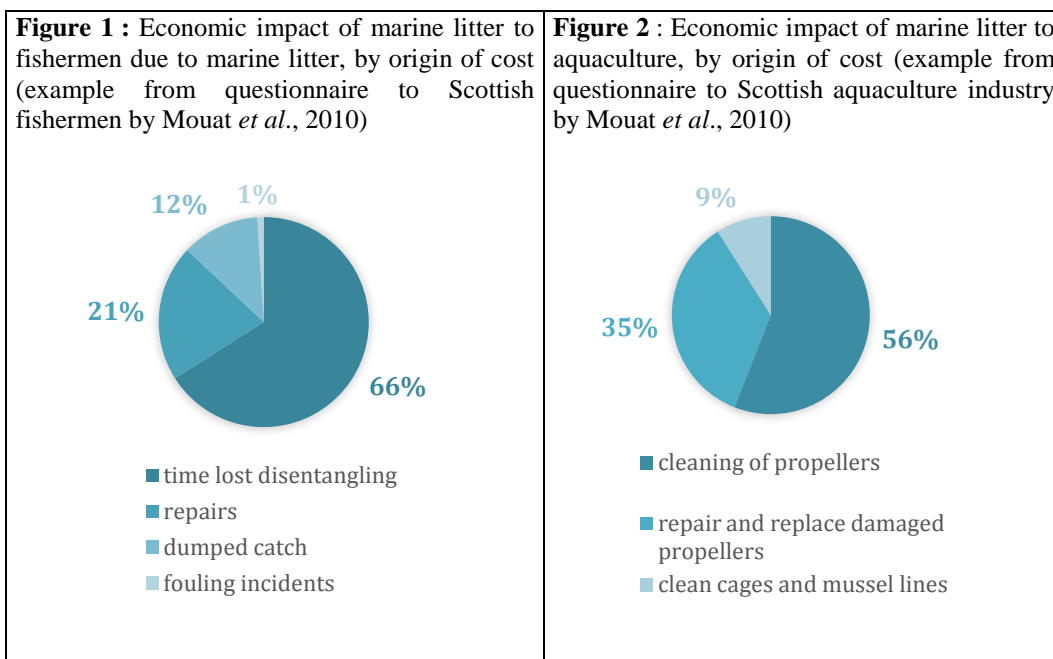 Figure 1 : Economic impact of marine litter to
fishermen due to marine litter, by origin of cost
(example from questionnaire to Scottish
fishermen by Mouat et al., 2010)
12%
1%
21%
66%
time lost disentangling
repairs
dumped catch
fouling incidents
Figure 2 : Economic impact of marine litter to
aquaculture, by origin of cost (example from
questionnaire to Scottish aquaculture industry
by Mouat et al., 2010)
9%
35%
56%
cleaning of propellers
repair and replace damaged
propellers
clean cages and mussel lines